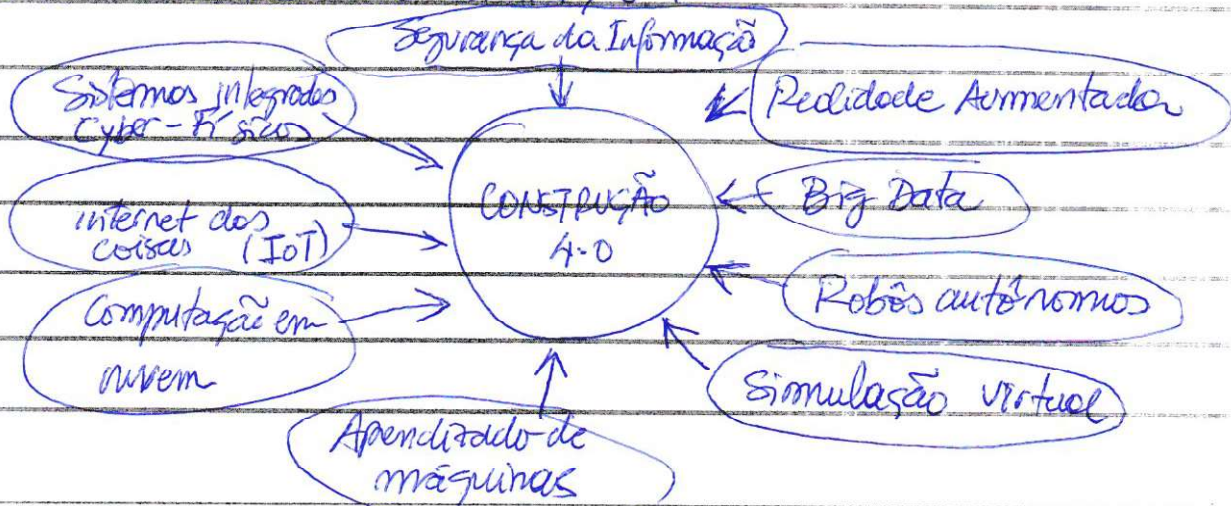 Segurança da Informação
Sistemas integrados
Cyber-Físicos
Realidade Aumentada
CONSTRUÇÃO
4.0
Big Data
internet das
coisas (IoT)
Robôs autônomos
Computação em
nuvem
Simulação virtual
Aprendizado de
máquinas